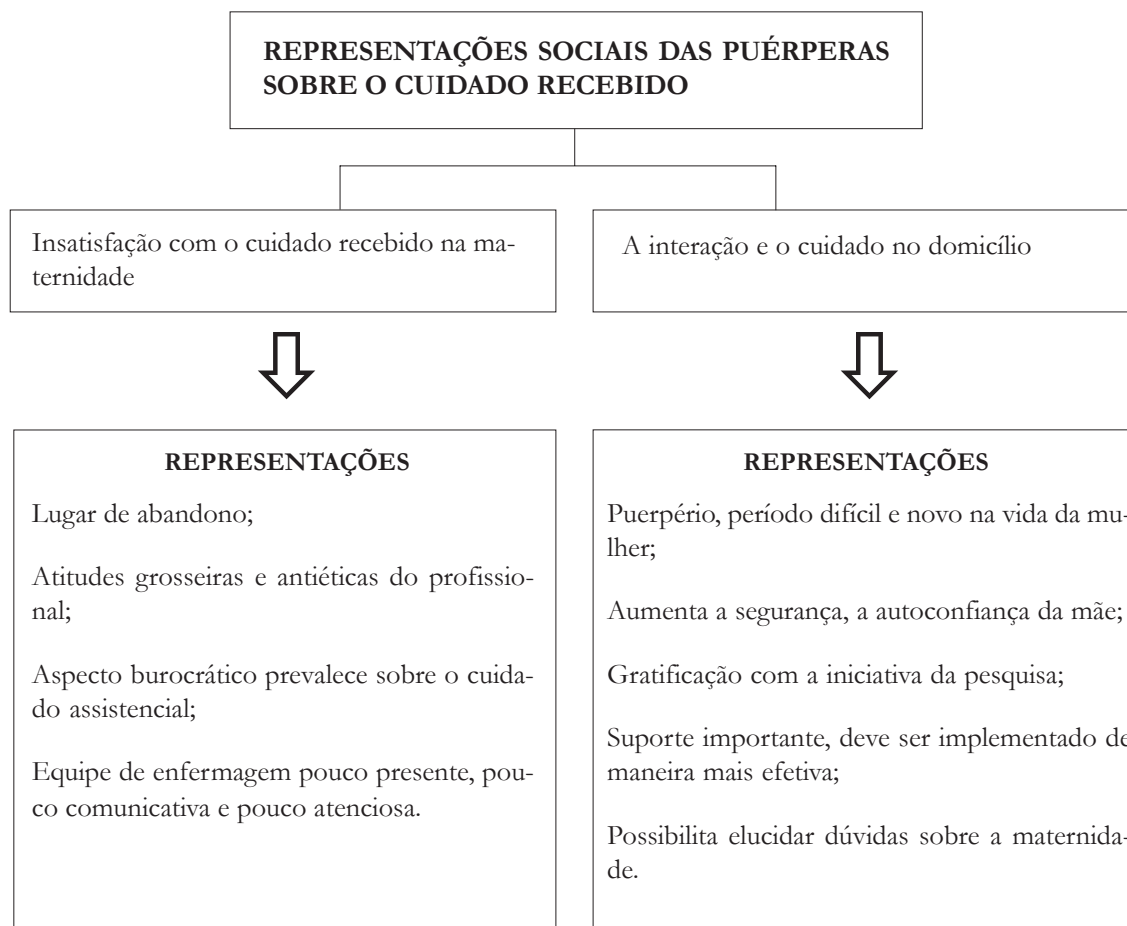 REPRESENTAÇÕES SOCIAIS DAS PUÉRPERAS
SOBRE O CUIDADO RECEBIDO
Insatisfação com o cuidado recebido na ma-
ternidade
A interação e o cuidado no domicílio
REPRESENTAÇÕES
Lugar de abandono;
Atitudes grosseiras e antiéticas do profissio-
nal;
Aspecto burocrático prevalece sobre o cuida-
do assistencial;
Equipe de enfermagem pouco presente, pou-
co comunicativa e pouco atenciosa.
REPRESENTAÇÕES
Puerpério, período difícil e novo na vida da mu-
lher;
Aumenta a segurança, a autoconfiança da mãe;
Gratificação com a iniciativa da pesquisa;
Suporte importante, deve ser implementado de
maneira mais efetiva;
Possibilita elucidar dúvidas sobre a maternida-
de.